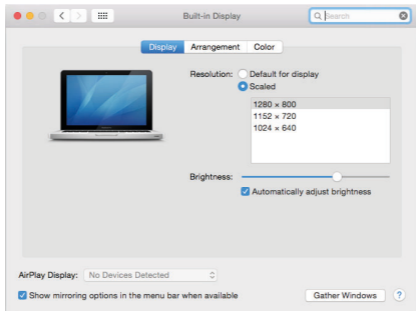 Built-in Display
Search
Display Arrangement Color
Resolution: Default for display
Scaled
1280 × 800
1152 × 720
1024 × 640
Brightness:
Automatically adjust brightness
AirPlay Display: No Devices Detected
Show mirroring options in the menu bar when available
Gather Windows ?